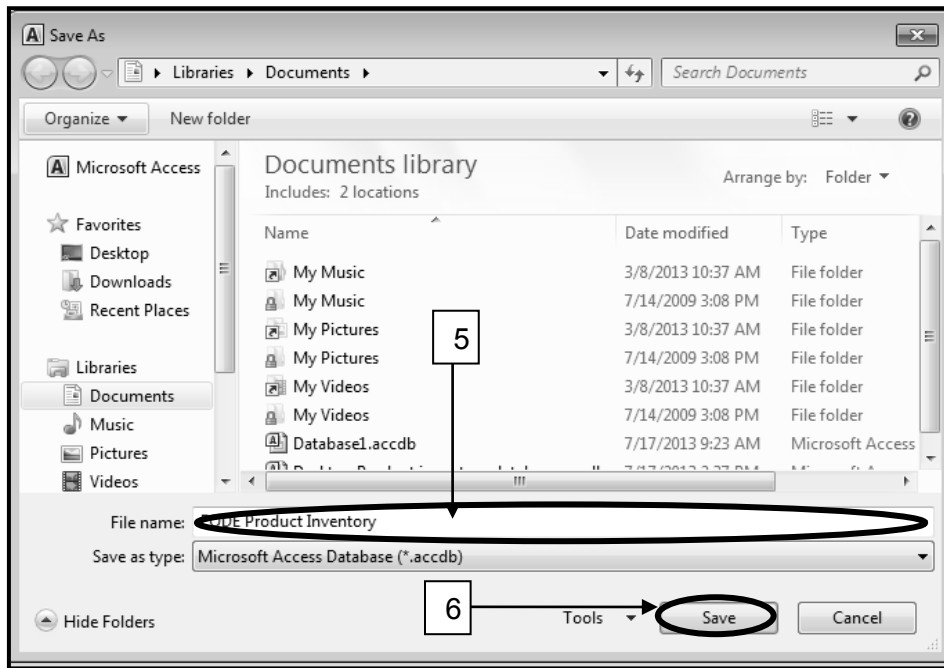 Save As
Libraries Documents
Search Documents
Organize New folder
Microsoft Access
Favorites
Desktop
Downloads
Recent Places
Libraries
Documents
Music
Pictures
Videos
Documents library
Includes: 2 locations
Arrange by: Folder
Name Date modified Type
My Music 3/8/2013 10:37 AM File folder
My Music 7/14/2009 3:08 PM File folder
My Pictures 3/8/2013 10:37 AM File folder
My Pictures 7/14/2009 3:08 PM File folder
My Videos 3/8/2013 10:37 AM File folder
My Videos 7/14/2009 3:08 PM File folder
Database1.accdb 7/17/2013 9:23 AM Microsoft Access
5
File name: Product Inventory
Save as type: Microsoft Access Database (*.accdb)
6
Hide Folders Tools Save Cancel